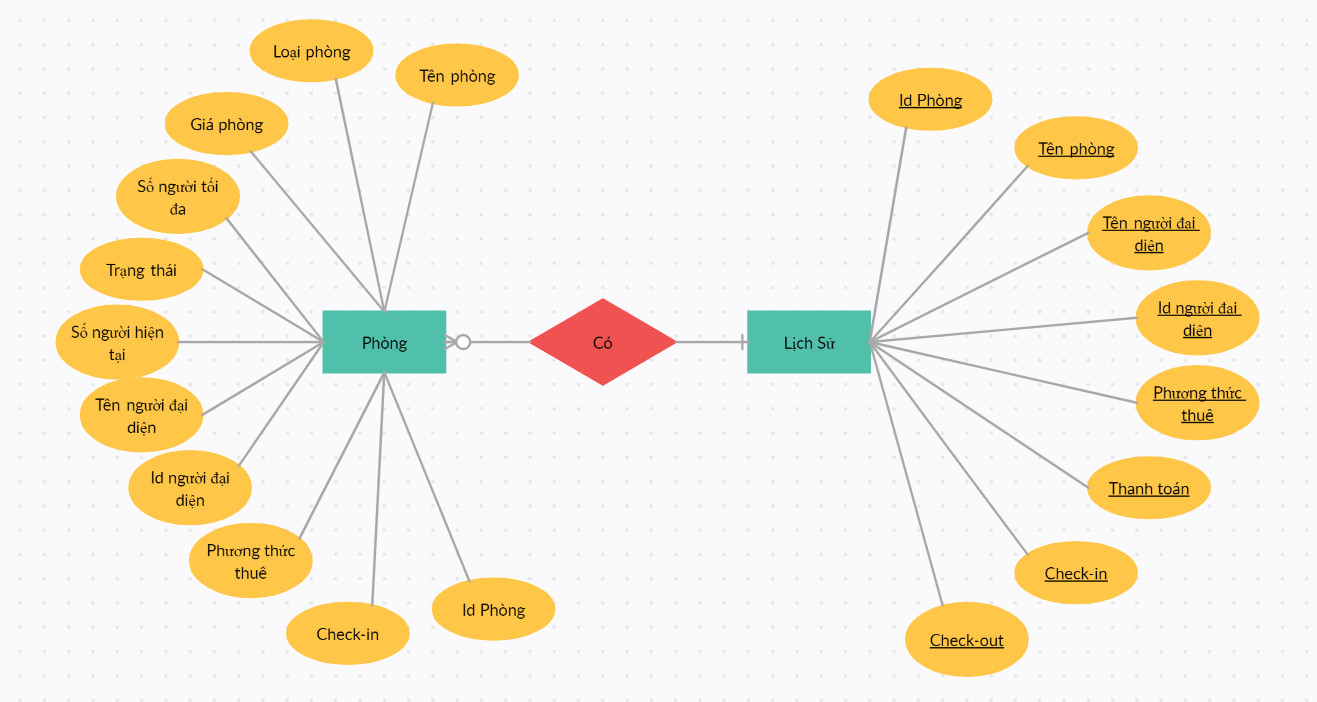 Loại phòng
Tên phòng
Giá phòng
Số người tối
đa
Trạng thái
Số người hiện
tại
Tên người đại
diện
Id người đại
diện
Phương thức
thuê
Check-in
Id Phòng
Phòng
Có
Lịch Sử
Id Phòng
Tên phòng
Tên người đai
diện
Id người đai
diện
Phương thức
thuê
Thanh toán
Check-in
Check-out